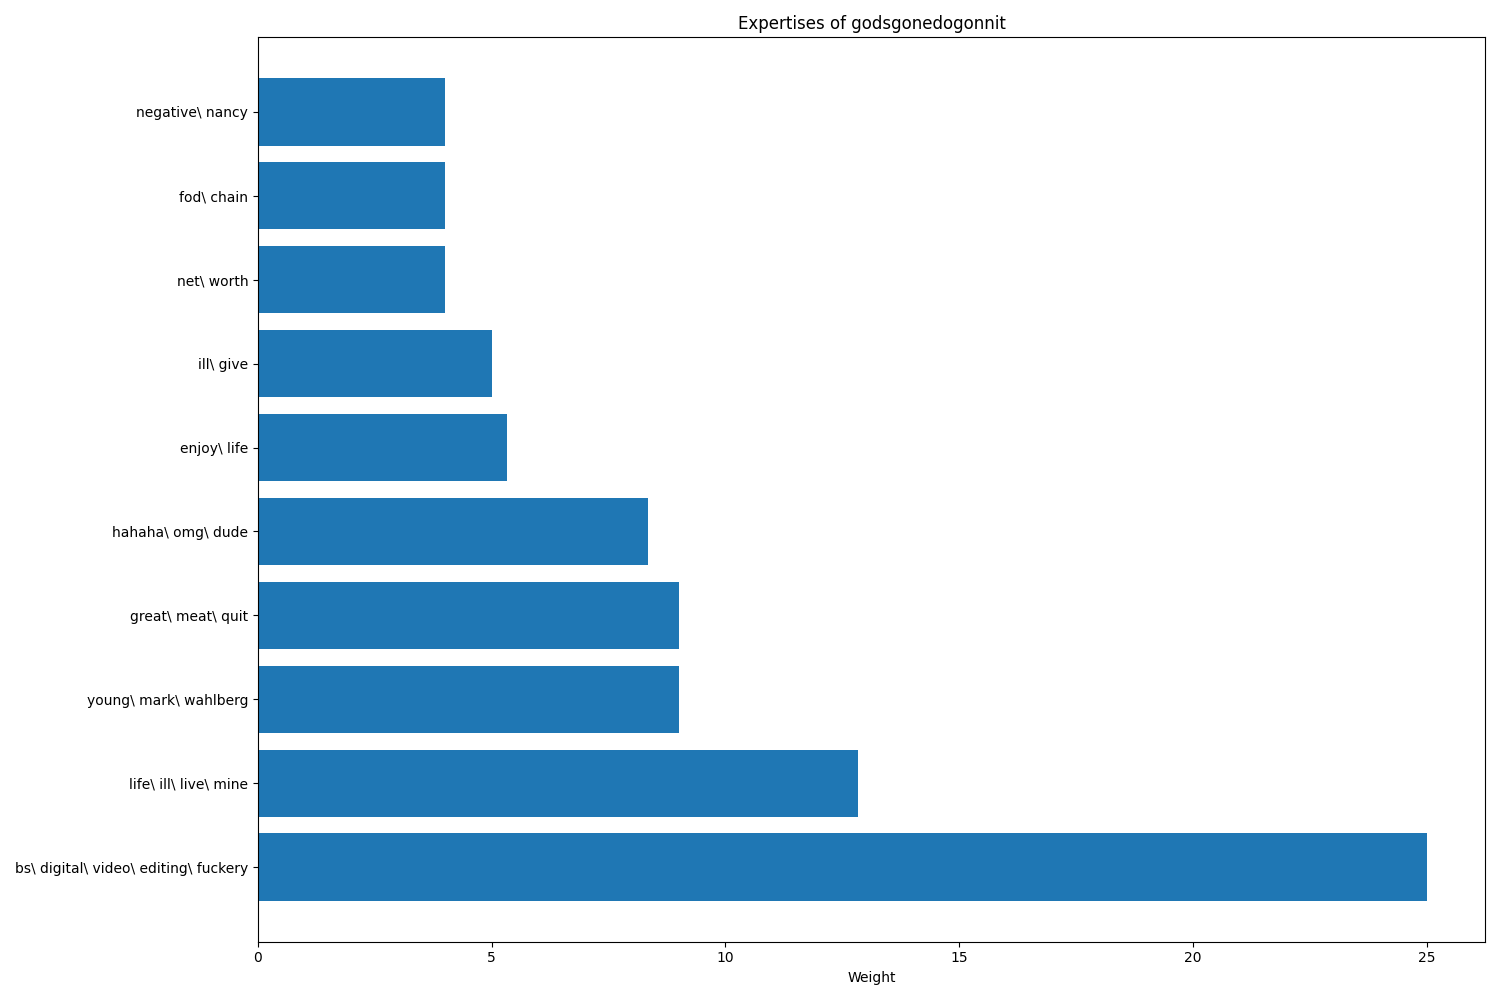 Expertises of godsgonedogonnit
negative\ nancy
fod\ chain
net\ worth
ill\ give
enjoy\ life
hahaha\ omg\ dude
great\ meat\ quit
young\ mark\ wahlberg
life\ ill\ live\ mine
bs\ digital\ video\ editing\ fuckery
0 5 10 15 20 25
Weight